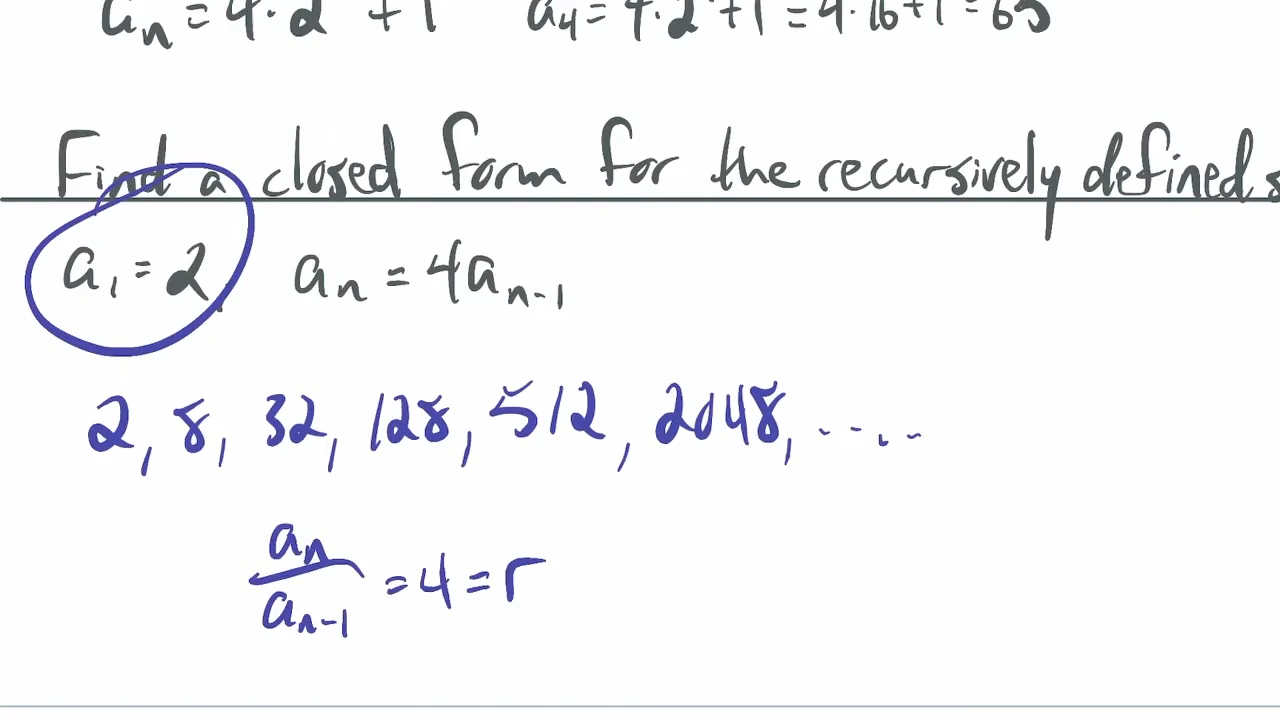 aₙ = 4·2 + 1 a₄ = 4·2 + 1 = 4·16 + 1 = 65
Find a closed form for the recursively defined s
a₁ = 2, aₙ = 4aₙ₋₁
2, 8, 32, 128, 512, 2048, .....
aₙ
/aₙ₋₁ = 4 = r